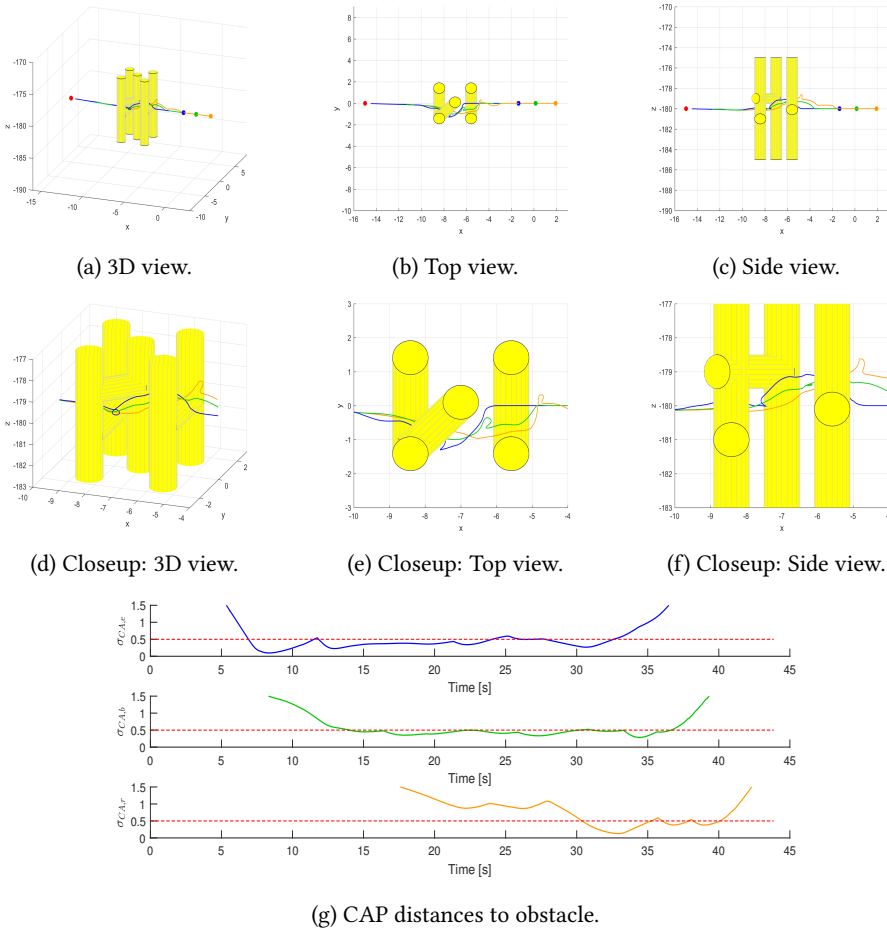 -170
-175
-180
-185
-190
z
-15
-10
-5
0
x
-10
-5
0
5
y
8
6
4
2
0
-2
-4
-6
-8
-10
y
-16 -14 -12 -10 -8 -6 -4 -2 0 2
x
-170
-172
-174
-176
-178
-180
-182
-184
-186
-188
-190
z
-16 -14 -12 -10 -8 -6 -4 -2 0 2
x
(a) 3D view.
(b) Top view.
(c) Side view.
-177
-178
-179
-180
-181
-182
-183
z
-10
-9
-8
-7
-6
-5
-4
x
-2
0
2
y
3
2
1
0
-1
-2
-3
y
-10 -9 -8 -7 -6 -5 -4
x
-177
-178
-179
-180
-181
-182
-183
z
-10 -9 -8 -7 -6 -5 -4
x
(d) Closeup: 3D view.
(e) Closeup: Top view.
(f) Closeup: Side view.
1.5
1
0.5
0
σCA,e
0 5 10 15 20 25 30 35 40 45
Time [s]
1.5
1
0.5
0
σCA,b
0 5 10 15 20 25 30 35 40 45
Time [s]
1.5
1
0.5
0
σCA,r
0 5 10 15 20 25 30 35 40 45
Time [s]
(g) CAP distances to obstacle.